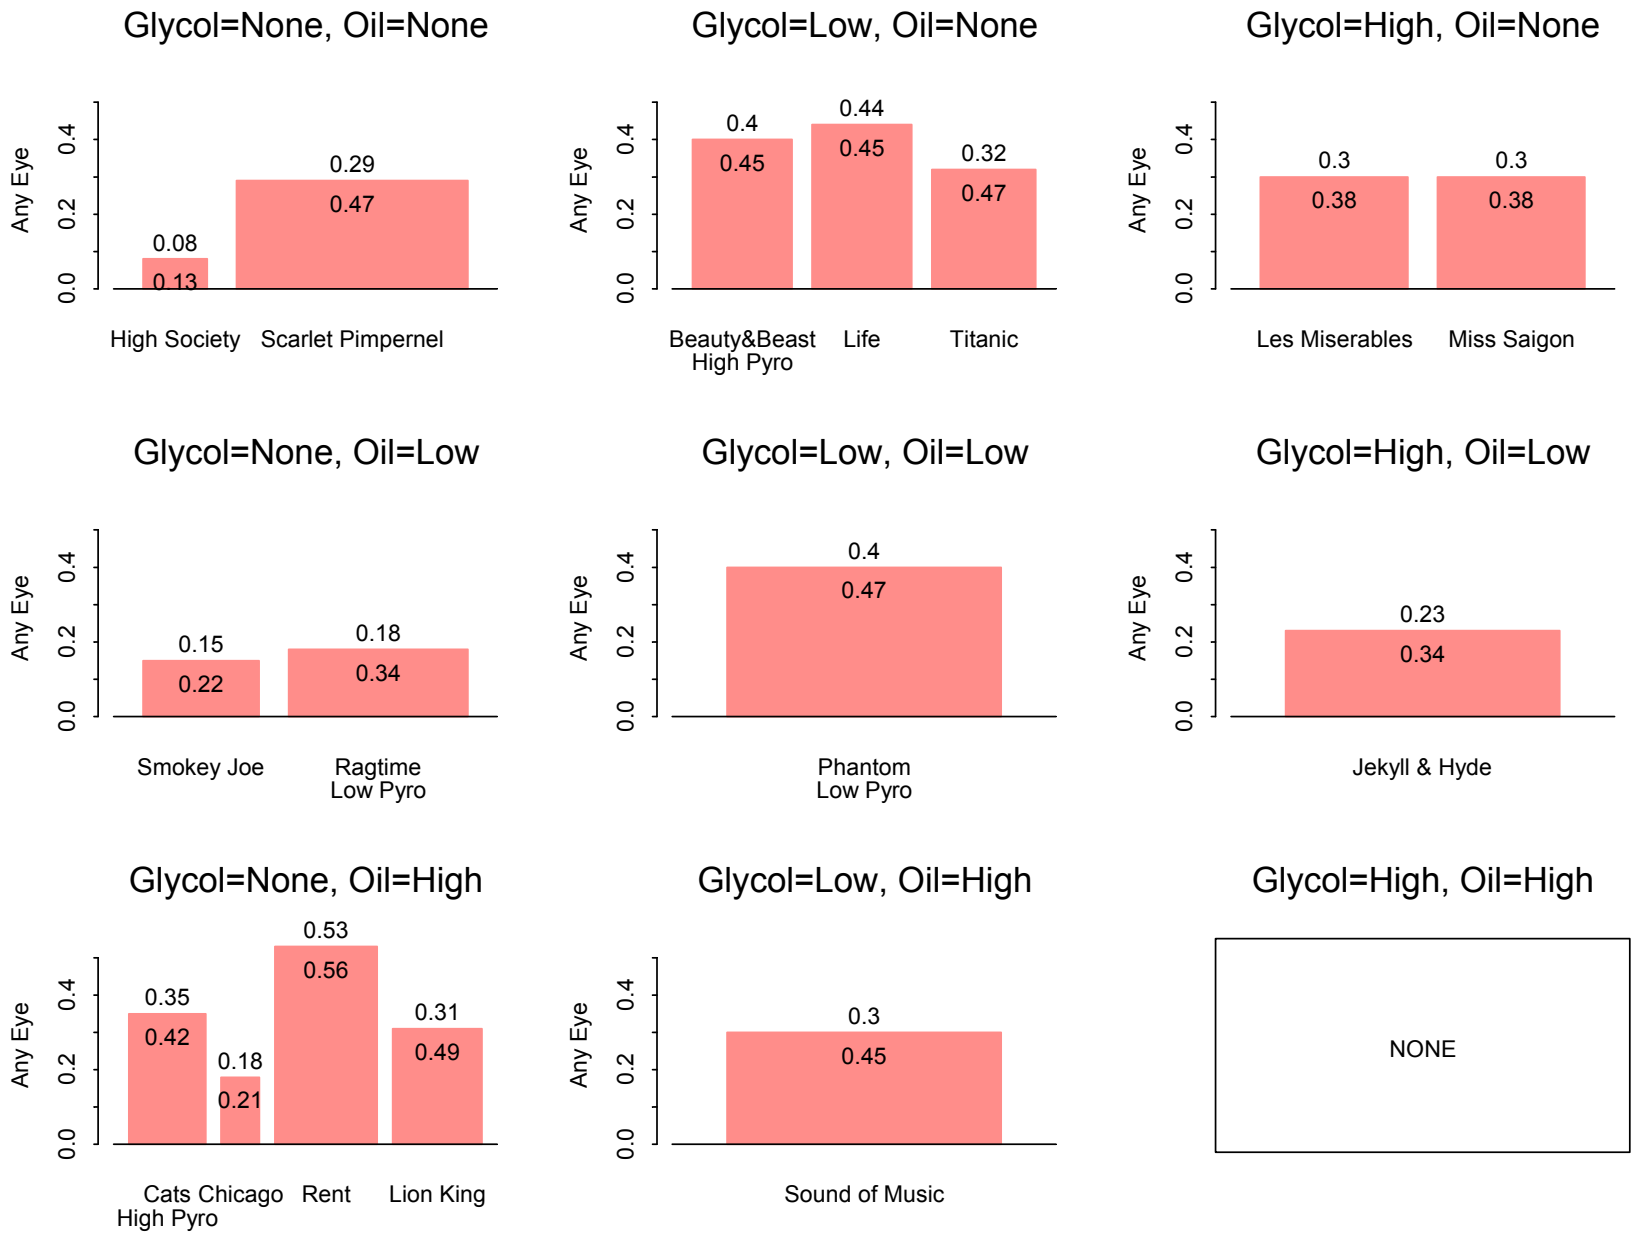 Glycol=None, Oil=None
Any Eye
0.0 0.2 0.4
0.08 0.29
0.13 0.47
High Society Scarlet Pimpernel
Glycol=Low, Oil=None
Any Eye
0.0 0.2 0.4
0.4 0.44 0.32
0.45 0.45 0.47
Beauty&Beast Life Titanic
High Pyro
Glycol=High, Oil=None
Any Eye
0.0 0.2 0.4
0.3 0.3
0.38 0.38
Les Miserables Miss Saigon
Glycol=None, Oil=Low
Any Eye
0.0 0.2 0.4
0.15 0.18
0.22 0.34
Smokey Joe Ragtime
Low Pyro
Glycol=Low, Oil=Low
Any Eye
0.0 0.2 0.4
0.4
0.47
Phantom
Low Pyro
Glycol=High, Oil=Low
Any Eye
0.0 0.2 0.4
0.23
0.34
Jekyll & Hyde
Glycol=None, Oil=High
Any Eye
0.0 0.2 0.4
0.35 0.18 0.53 0.31
0.42 0.21 0.56 0.49
Cats Chicago Rent Lion King
High Pyro
Glycol=Low, Oil=High
Any Eye
0.0 0.2 0.4
0.3
0.45
Sound of Music
Glycol=High, Oil=High
NONE